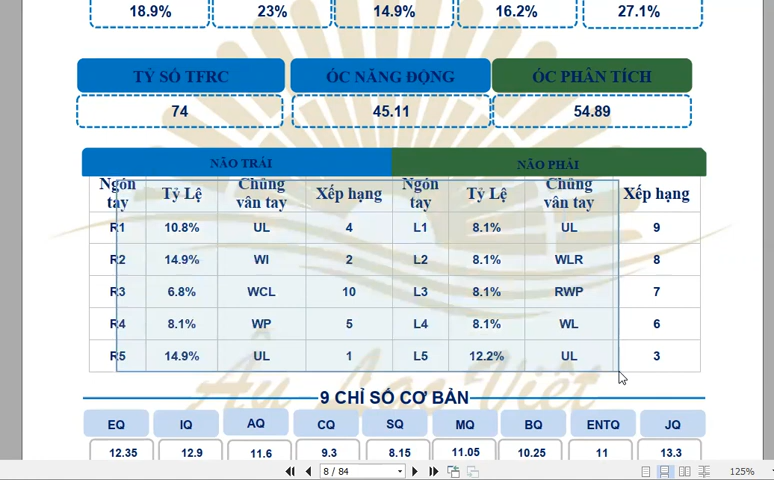 18.9% 23% 14.9% 16.2% 27.1%
TỶ SỐ TFRC ÓC NĂNG ĐỘNG ÓC PHÂN TÍCH
74 45.11 54.89
NÃO TRÁI NÃO PHẢI
Ngón tay Tỷ Lệ Chủng vân tay Xếp hạng Ngón tay Tỷ Lệ Chủng vân tay Xếp hạng
R1 10.8% UL 4 L1 8.1% UL 9
R2 14.9% WI 2 L2 8.1% WLR 8
R3 6.8% WCL 10 L3 8.1% RWP 7
R4 8.1% WP 5 L4 8.1% WL 6
R5 14.9% UL 1 L5 12.2% UL 3
Âu Lạc Việt
9 CHỈ SỐ CƠ BẢN
EQ IQ AQ CQ SQ MQ BQ ENTQ JQ
12.35 12.9 11.6 9.3 8.15 11.05 10.25 11 13.3
8 / 84 125%